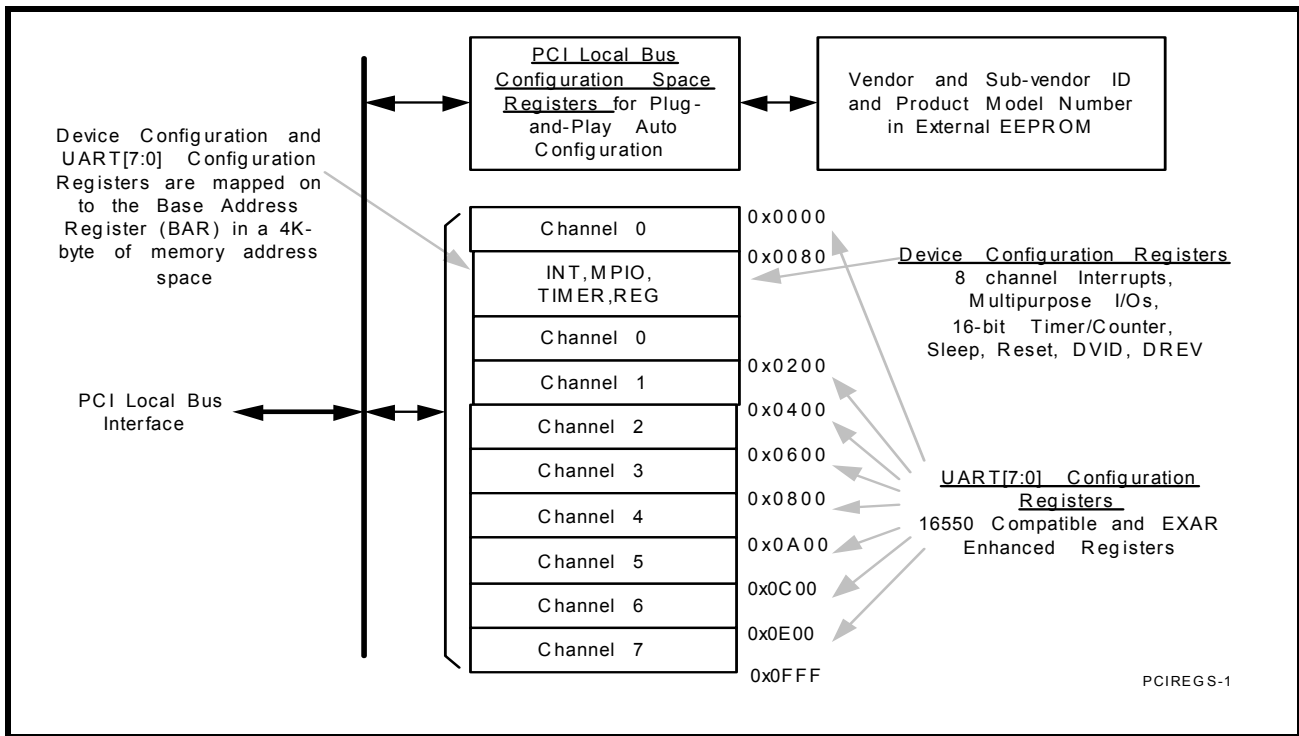 PCI Local Bus
Configuration Space
Registers for Plug-
and-Play Auto
Configuration
Vendor and Sub-vendor ID
and Product Model Number
in External EEPROM
Device Configuration and
UART[7:0] Configuration
Registers are mapped on
to the Base Address
Register (BAR) in a 4K-
byte of memory address
space
PCI Local Bus
Interface
Channel 0
INT, MPIO,
TIMER, REG
Channel 0
Channel 1
Channel 2
Channel 3
Channel 4
Channel 5
Channel 6
Channel 7
0x0000
0x0080
0x0200
0x0400
0x0600
0x0800
0x0A00
0x0C00
0x0E00
0x0FFF
Device Configuration Registers
8 channel Interrupts,
Multipurpose I/Os,
16-bit Timer/Counter,
Sleep, Reset, DVID, DREV
UART[7:0] Configuration
Registers
16550 Compatible and EXAR
Enhanced Registers
PCIREGS-1